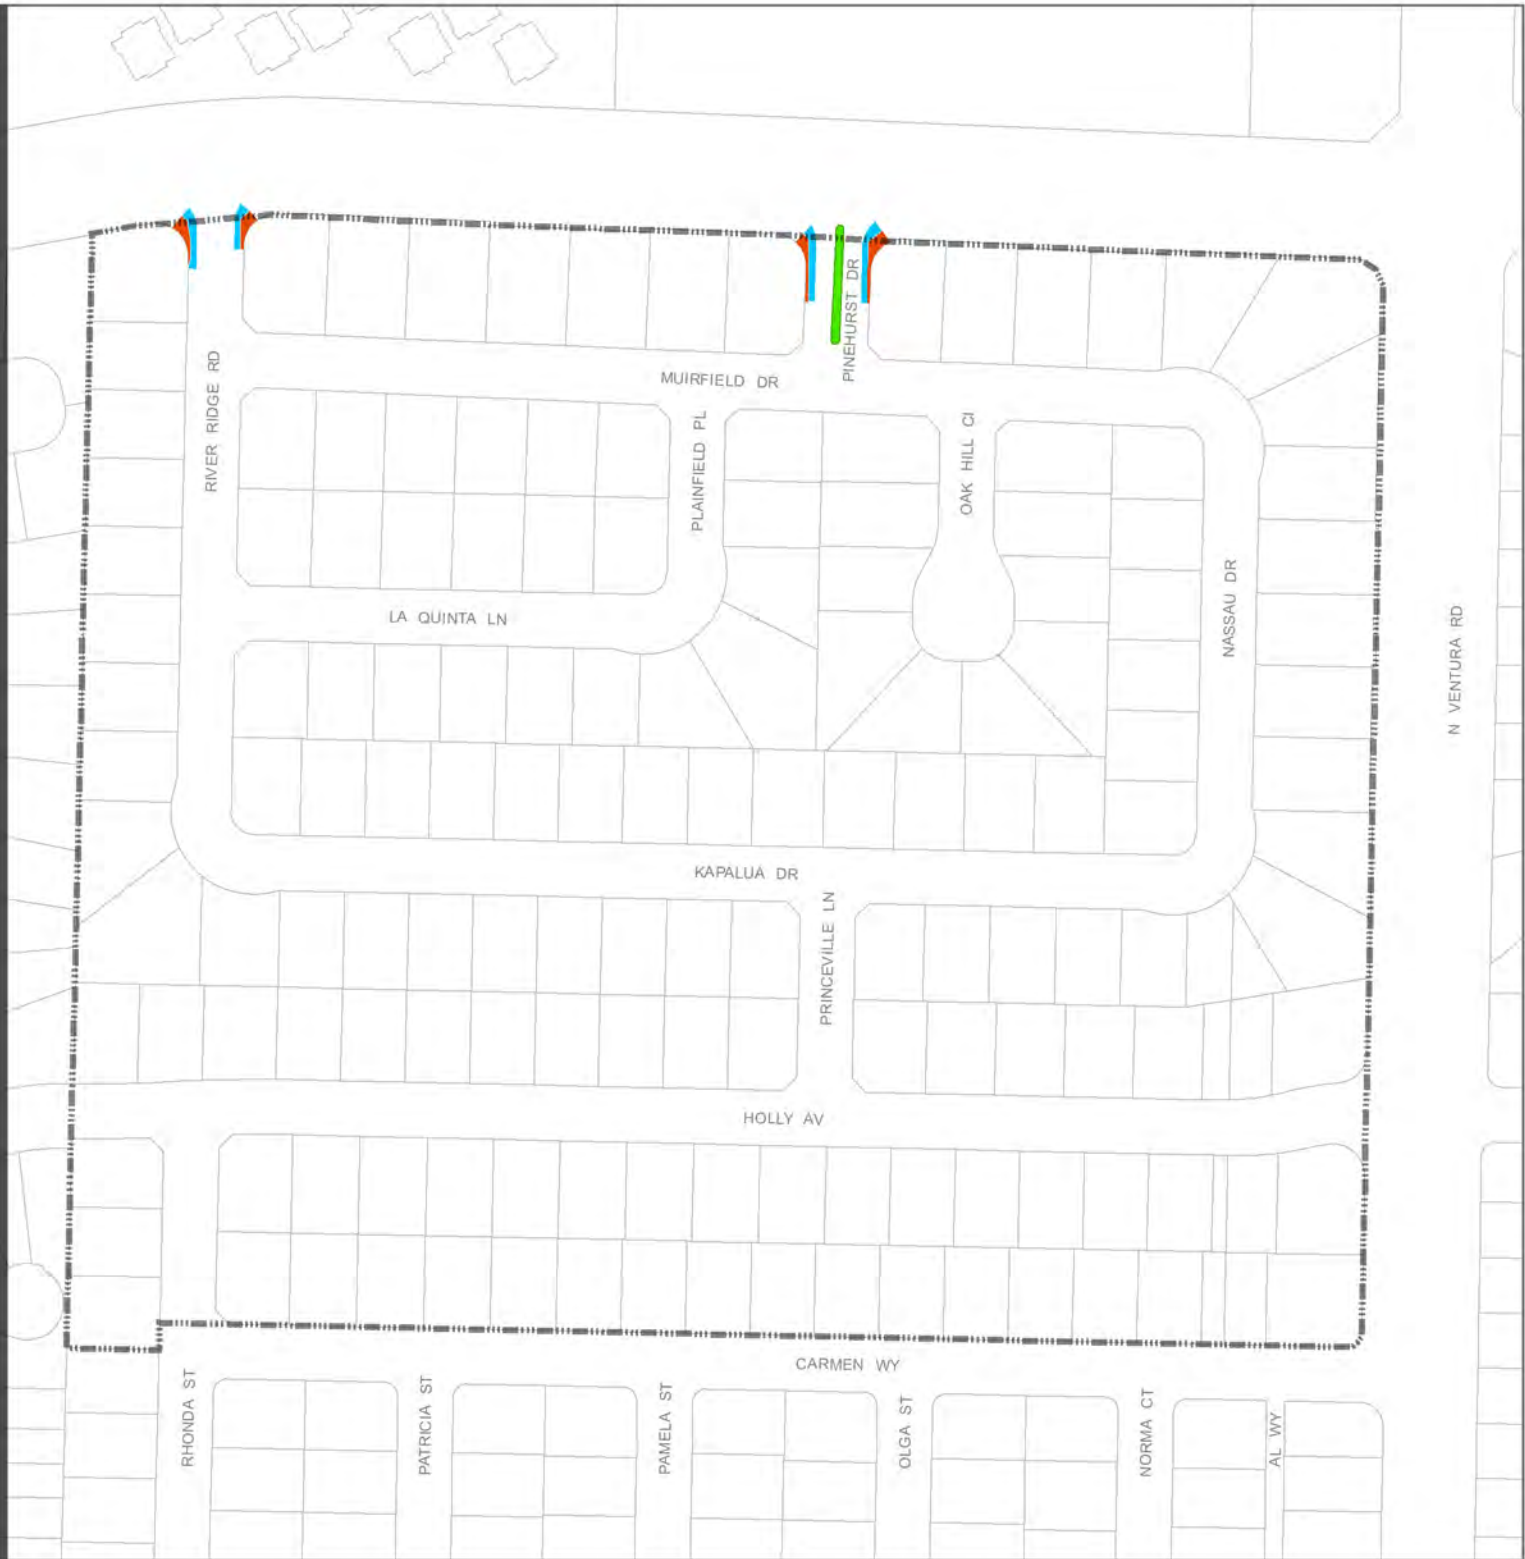 PINEHURST DR
RIVER RIDGE RD
MUIRFIELD DR
PLAINFIELD PL
OAK HILL CI
NASSAU DR
LA QUINTA LN
N VENTURA RD
KAPALUA DR
PRINCEVILLE LN
HOLLY AV
CARMEN WY
RHONDA ST
PATRICIA ST
PAMELA ST
OLGA ST
NORMA CT
AL WY